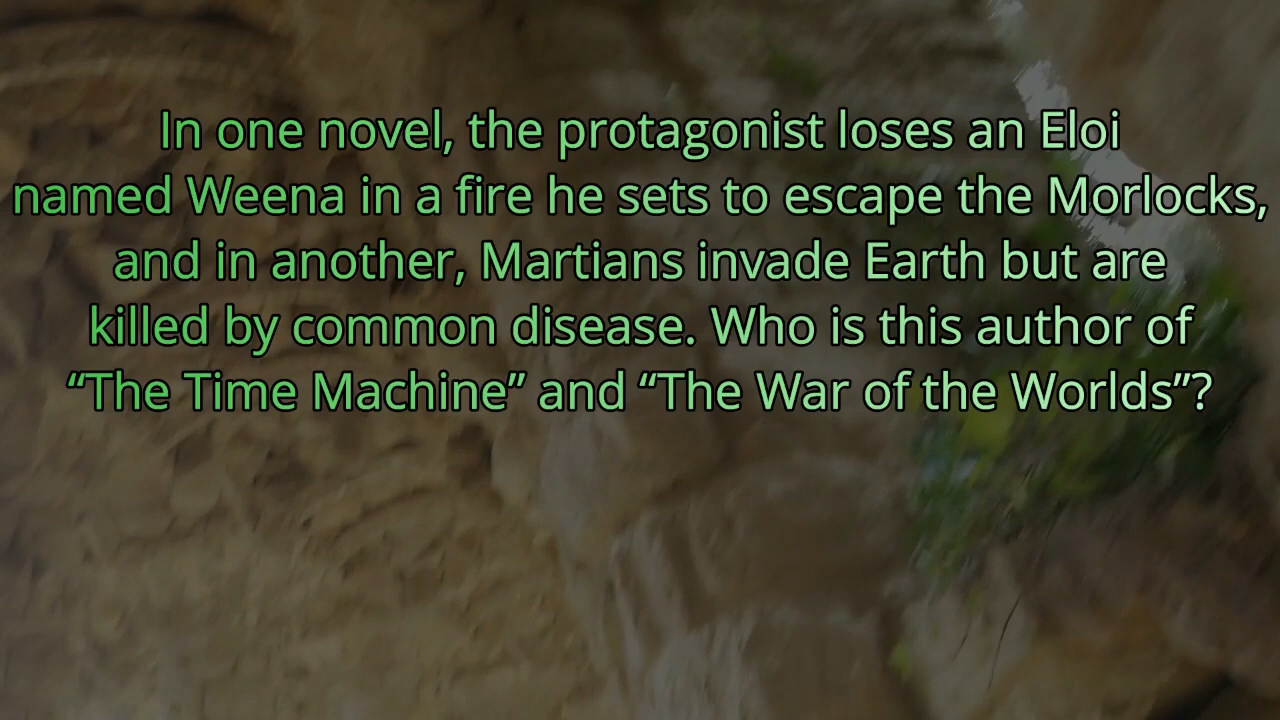 In one novel, the protagonist loses an Eloi
named Weena in a fire he sets to escape the Morlocks,
and in another, Martians invade Earth but are
killed by common disease. Who is this author of
“The Time Machine” and “The War of the Worlds”?